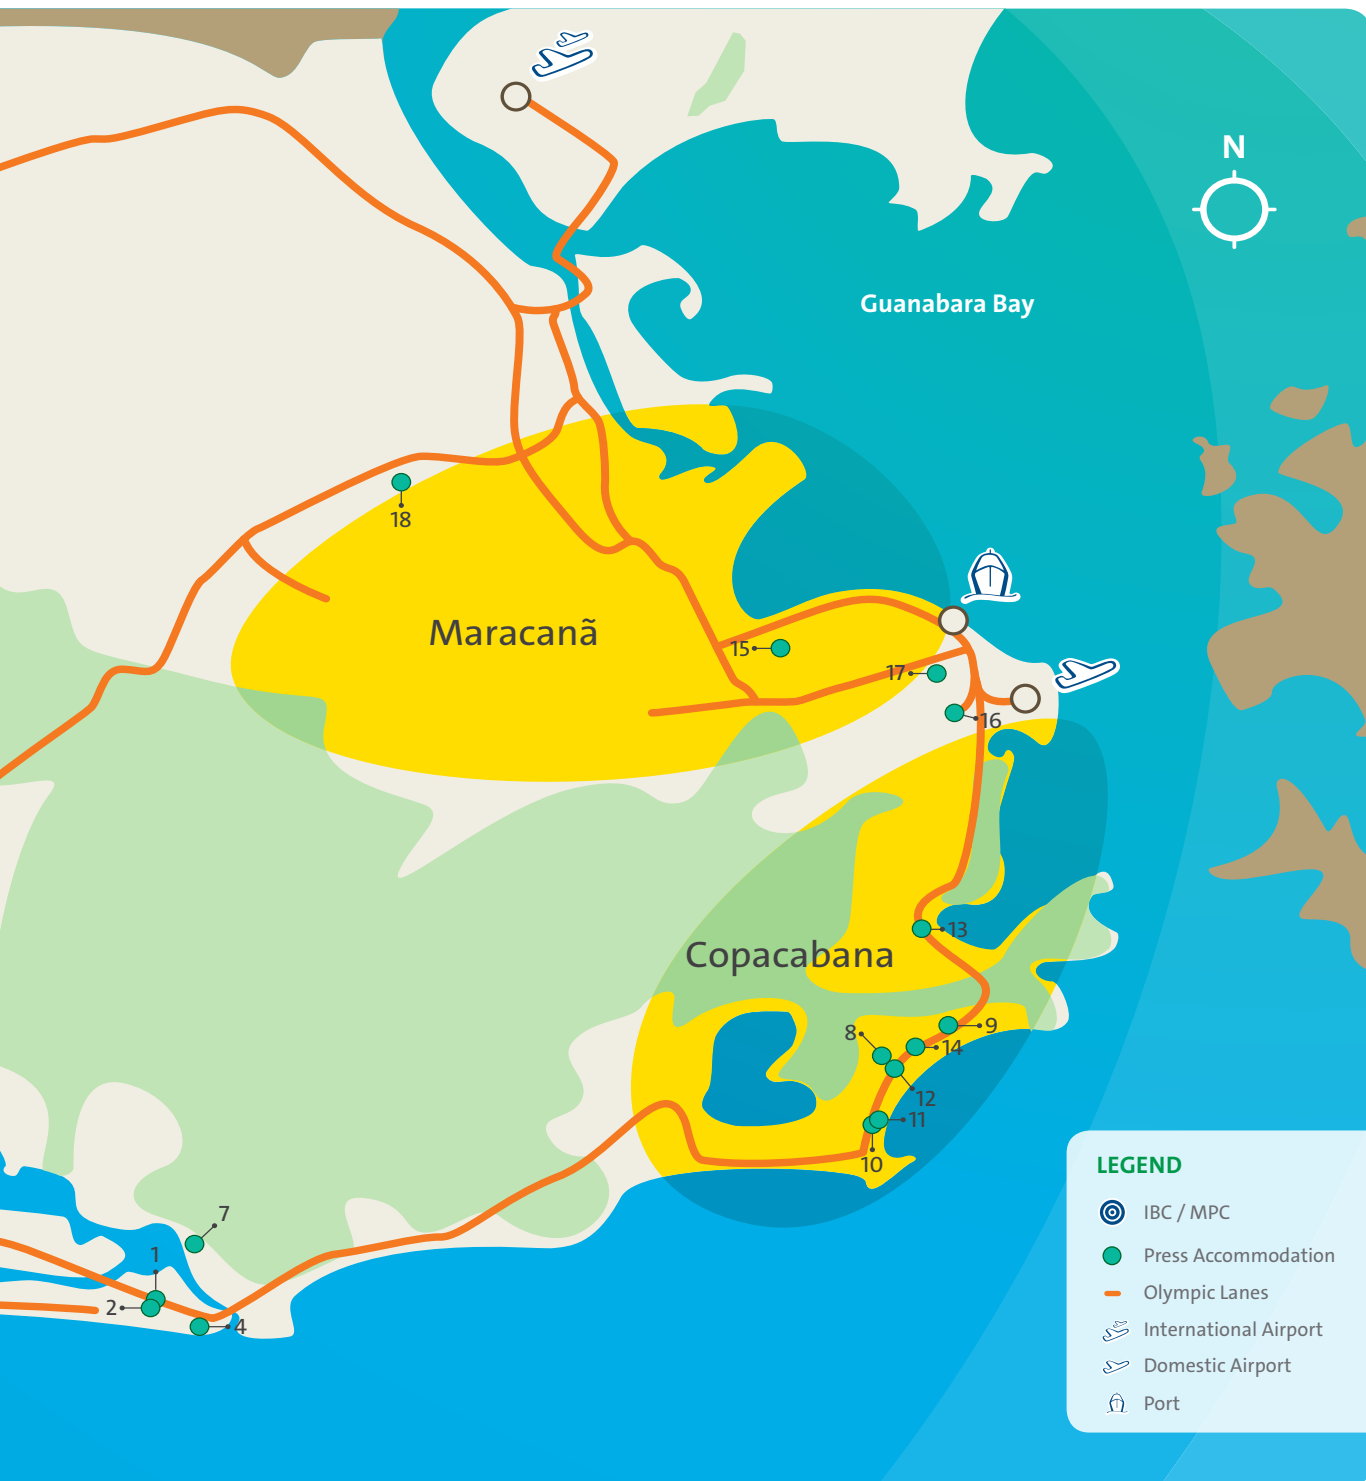 N
Guanabara Bay
18
Maracanã
15
17
16
13
Copacabana
9
8
14
12
11
10
7
1
2
4
LEGEND
IBC / MPC
Press Accommodation
Olympic Lanes
International Airport
Domestic Airport
Port